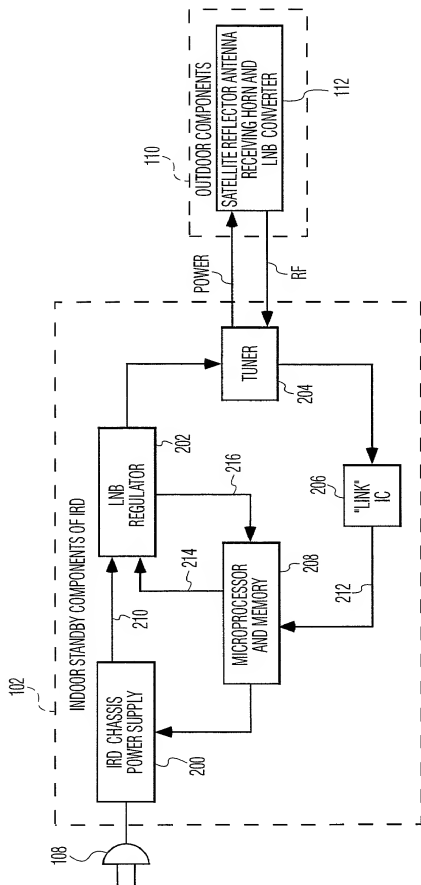 102
INDOOR STANDBY COMPONENTS OF IRD
108
IRD CHASSIS
POWER SUPPLY
200
210
LNB
REGULATOR
202
214
216
MICROPROCESSOR
AND MEMORY
208
TUNER
204
"LINK"
IC
206
212
POWER
RF
110
OUTDOOR COMPONENTS
SATELLITE REFLECTOR ANTENNA
RECEIVING HORN AND
LNB CONVERTER
112